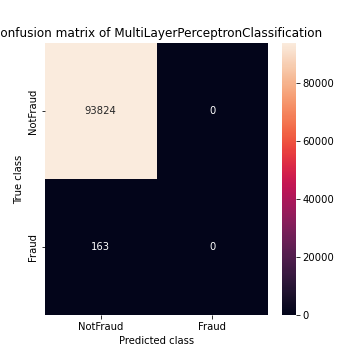 onfusion matrix of MultiLayerPerceptronClassification
NotFraud
Fraud
True class
93824
0
163
0
NotFraud
Fraud
Predicted class
80000
60000
40000
20000
0